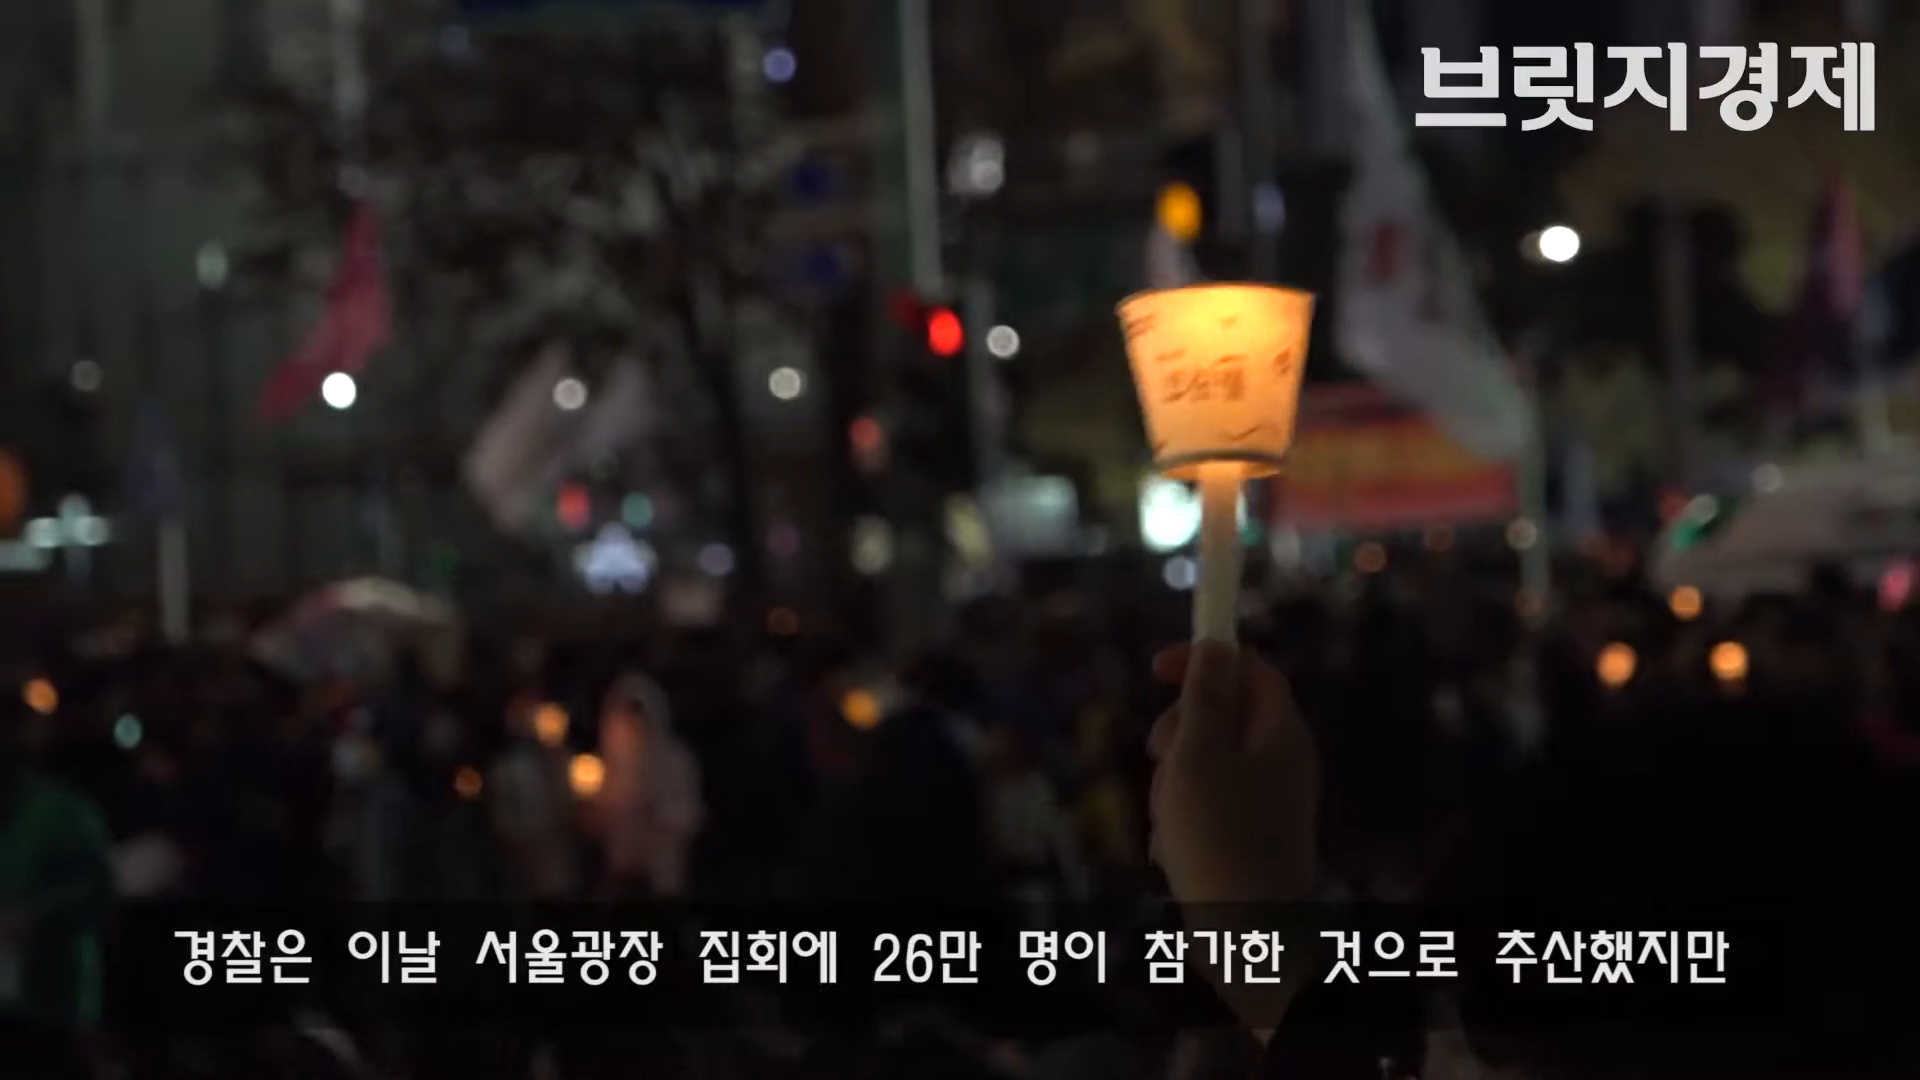 브릿지경제
경찰은 이날 서울광장 집회에 26만 명이 참가한 것으로 추산했지만